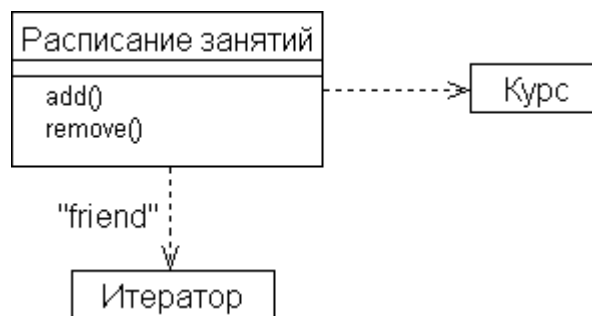 Расписание занятий
add()
remove()
Курс
"friend"
Итератор